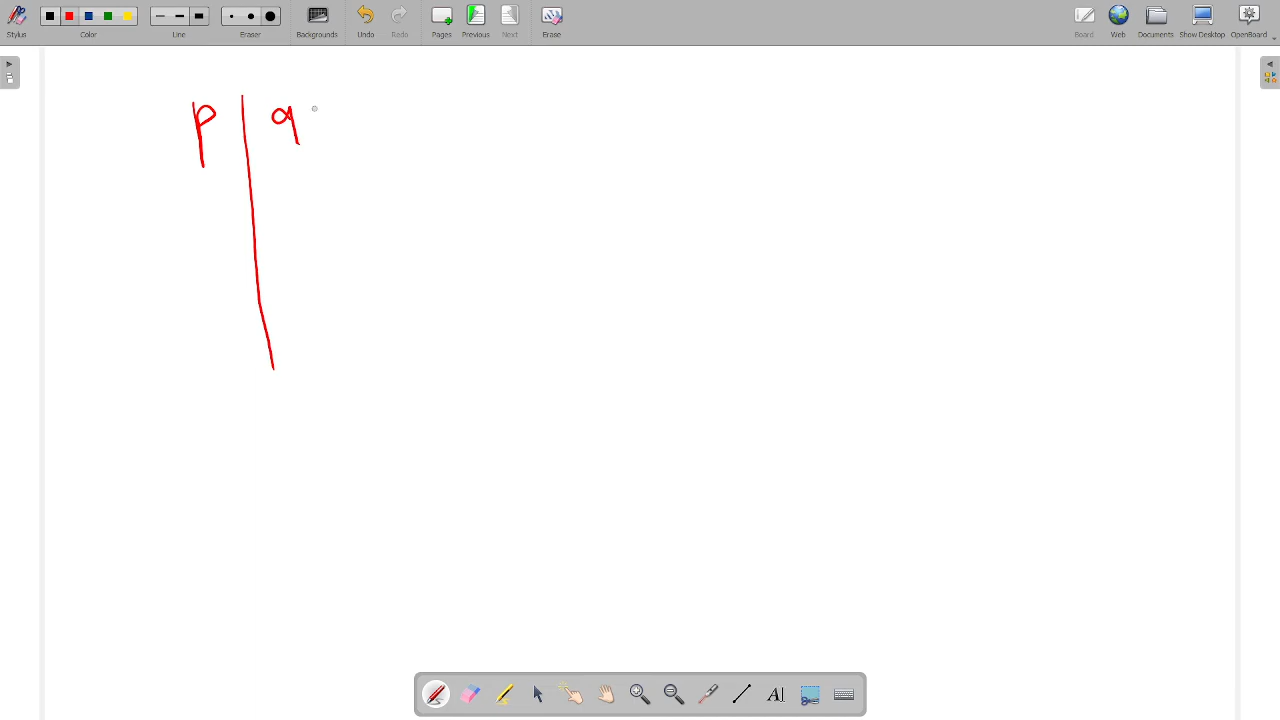 Stylus Color Line Eraser Backgrounds Undo Redo Pages Previous Next Erase Board Web Documents Show Desktop OpenBoard
p | q